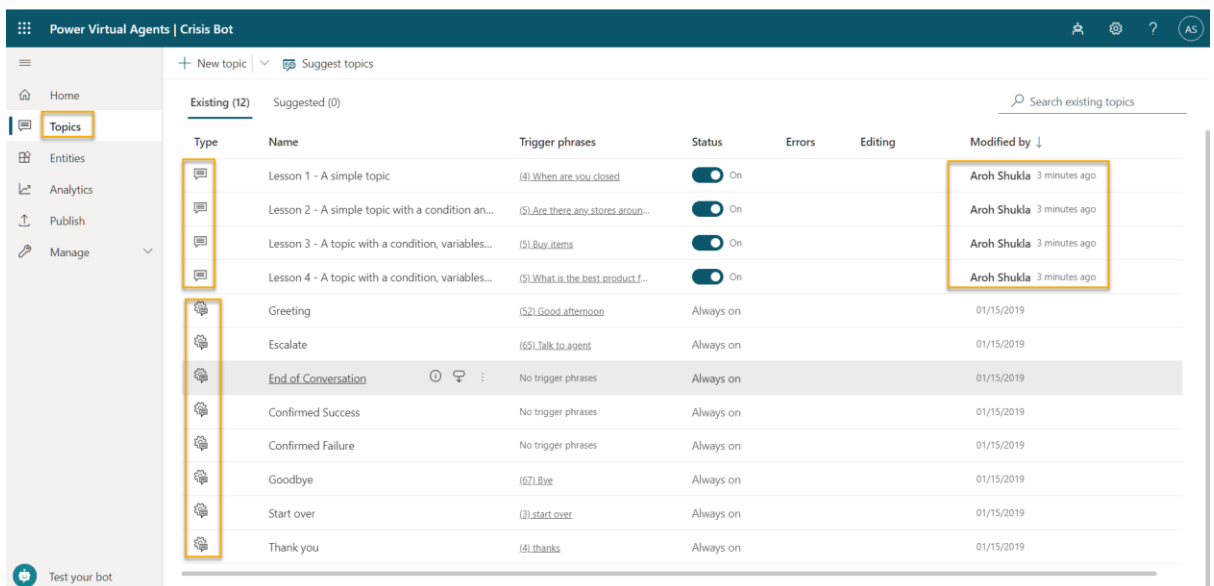 Power Virtual Agents | Crisis Bot ? AS
New topic Suggest topics
Home
Topics
Entities
Analytics
Publish
Manage
Existing (12) Suggested (0) Search existing topics
Type Name Trigger phrases Status Errors Editing Modified by ↓
Lesson 1 - A simple topic (4) When are you closed On Aroh Shukla 3 minutes ago
Lesson 2 - A simple topic with a condition an... (5) Are there any stores aroun... On Aroh Shukla 3 minutes ago
Lesson 3 - A topic with a condition, variables... (5) Buy items On Aroh Shukla 3 minutes ago
Lesson 4 - A topic with a condition, variables... (5) What is the best product f... On Aroh Shukla 3 minutes ago
Greeting (52) Good afternoon Always on 01/15/2019
Escalate (65) Talk to agent Always on 01/15/2019
End of Conversation No trigger phrases Always on 01/15/2019
Confirmed Success No trigger phrases Always on 01/15/2019
Confirmed Failure No trigger phrases Always on 01/15/2019
Goodbye (67) Bye Always on 01/15/2019
Start over (3) start over Always on 01/15/2019
Thank you (4) thanks Always on 01/15/2019
Test your bot